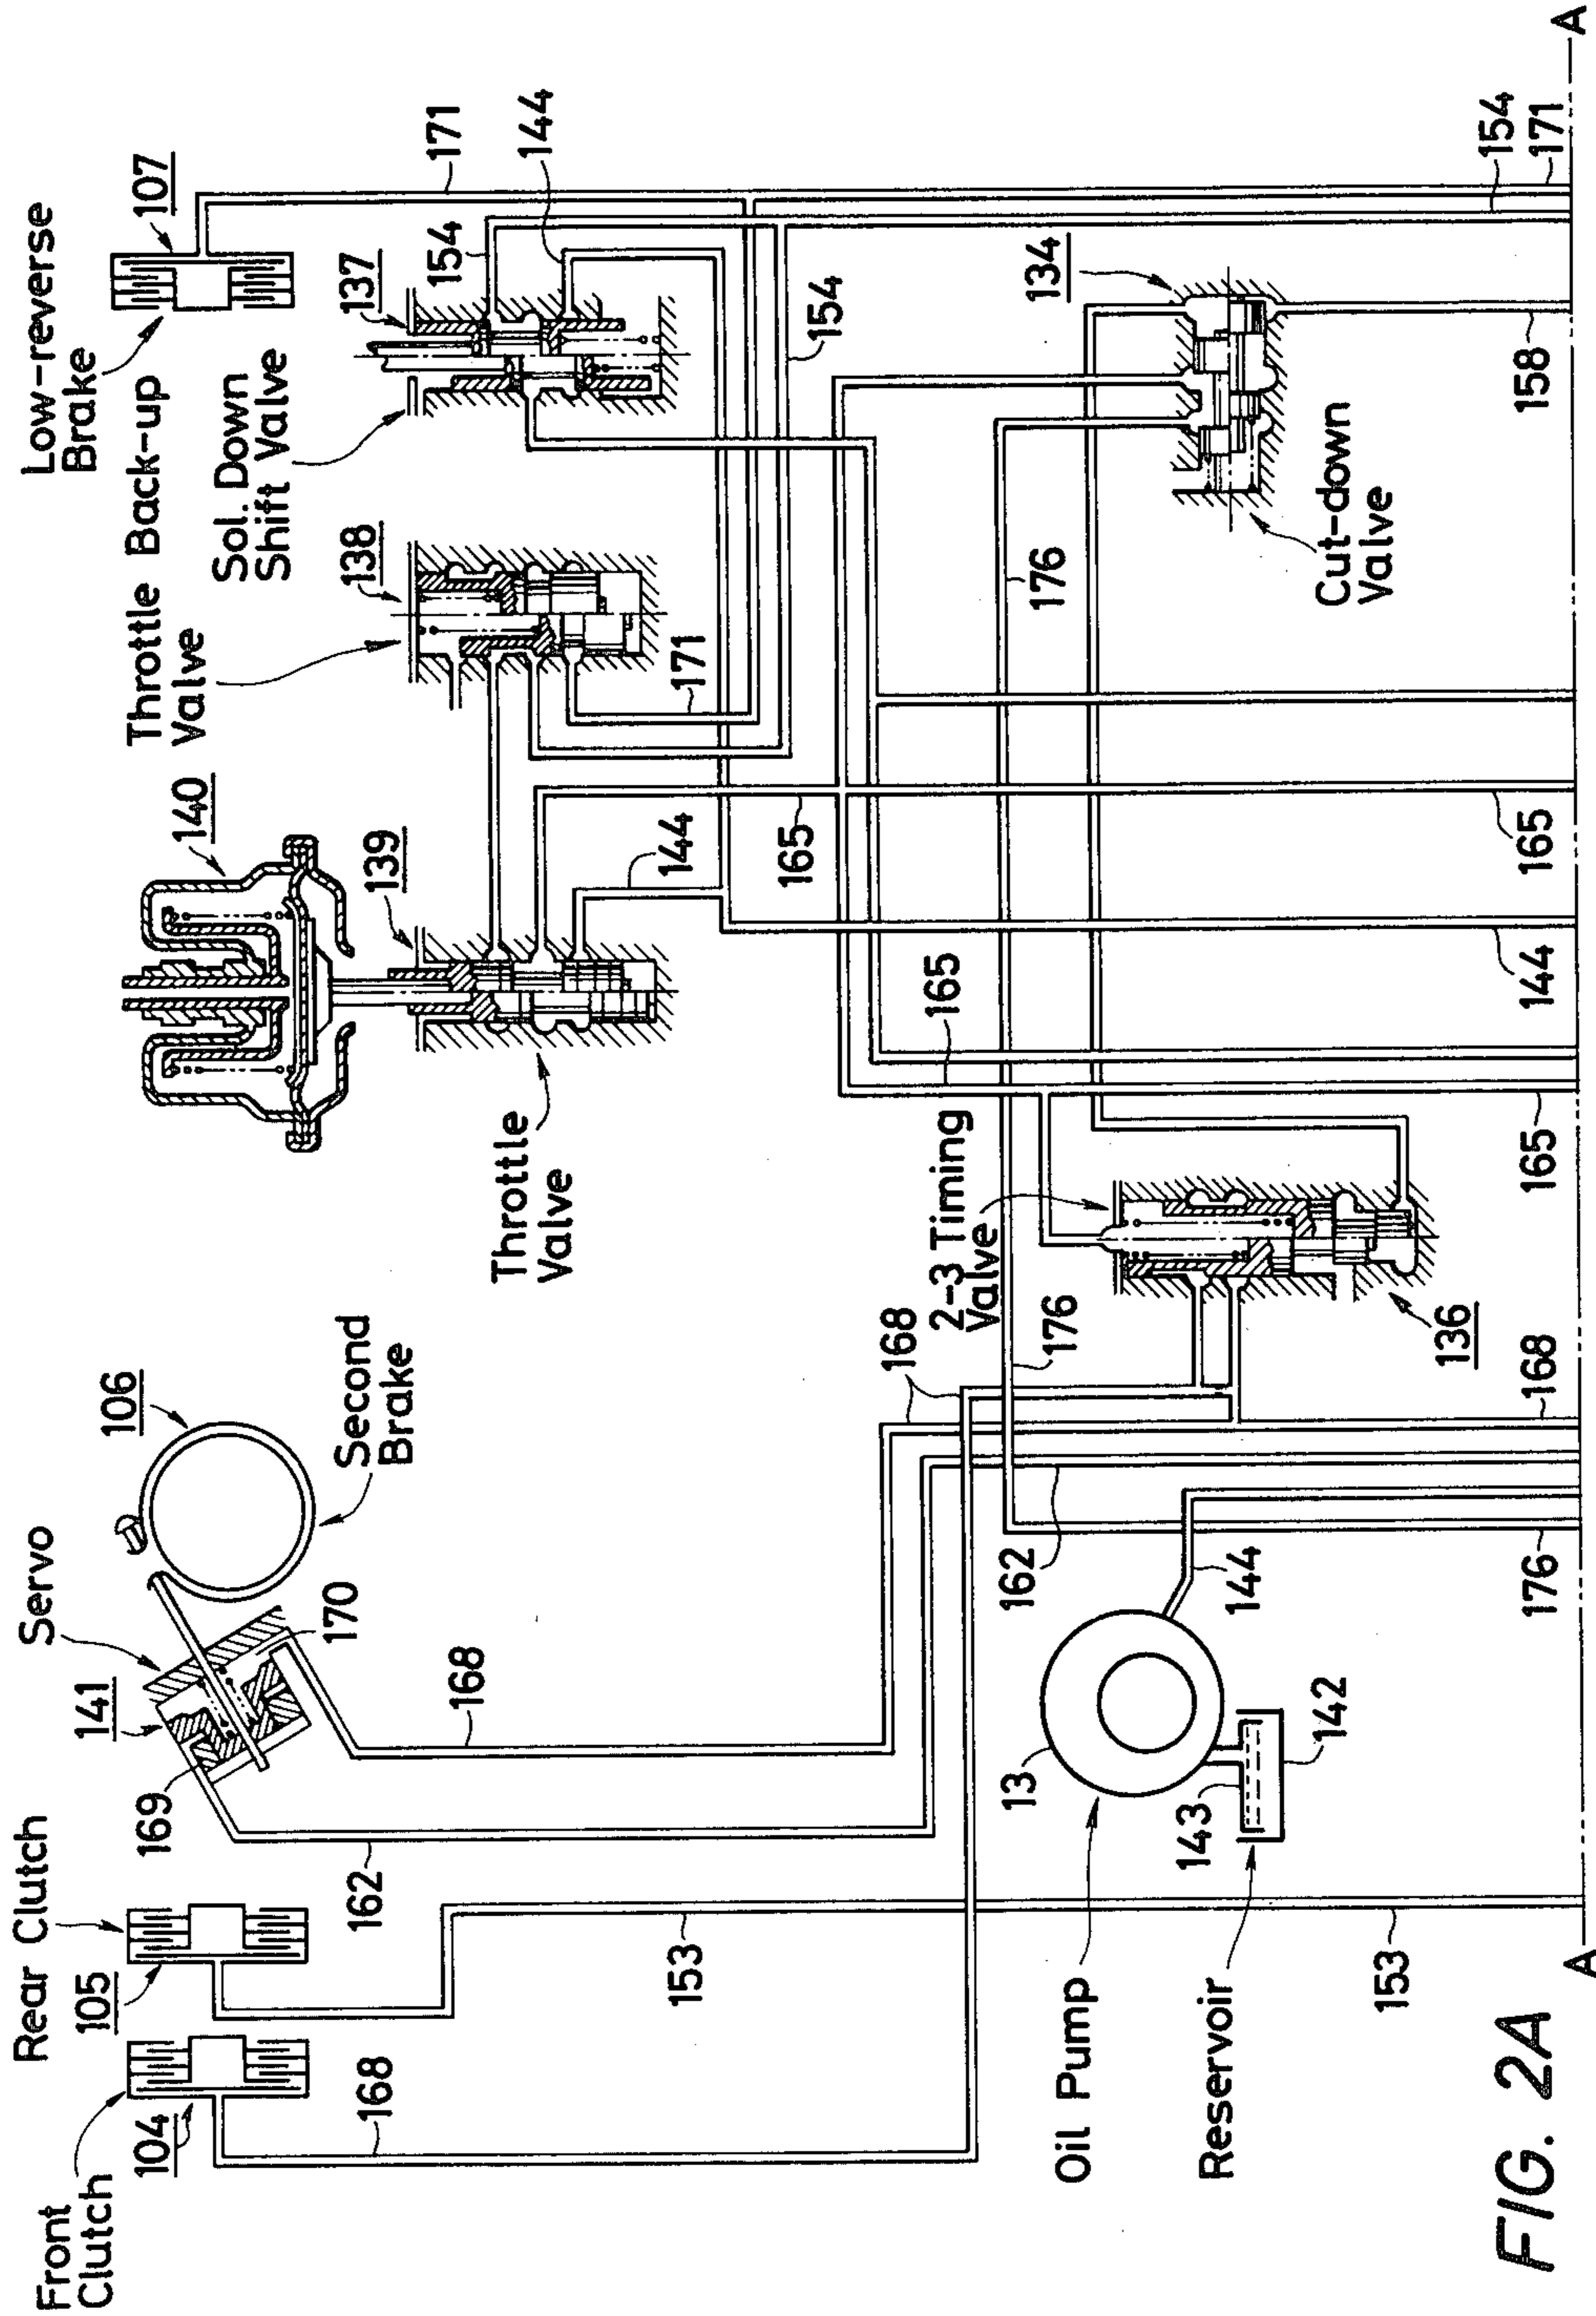 Front
Clutch
104
Rear Clutch
105
141
Servo
169
170
106
Second
Brake
162
168
168
153
140
139
Throttle
Valve
Throttle Back-up
Valve
138
Sol. Down
Shift Valve
137
Low-reverse
Brake
107
171
154
144
171
154
144
165
165
168
2-3 Timing
Valve
176
162
176
134
Cut-down
Valve
136
Oil Pump
13
144
Reservoir
143
142
153
176
168
165
144
165
158
154
171
A
A
FIG. 2A